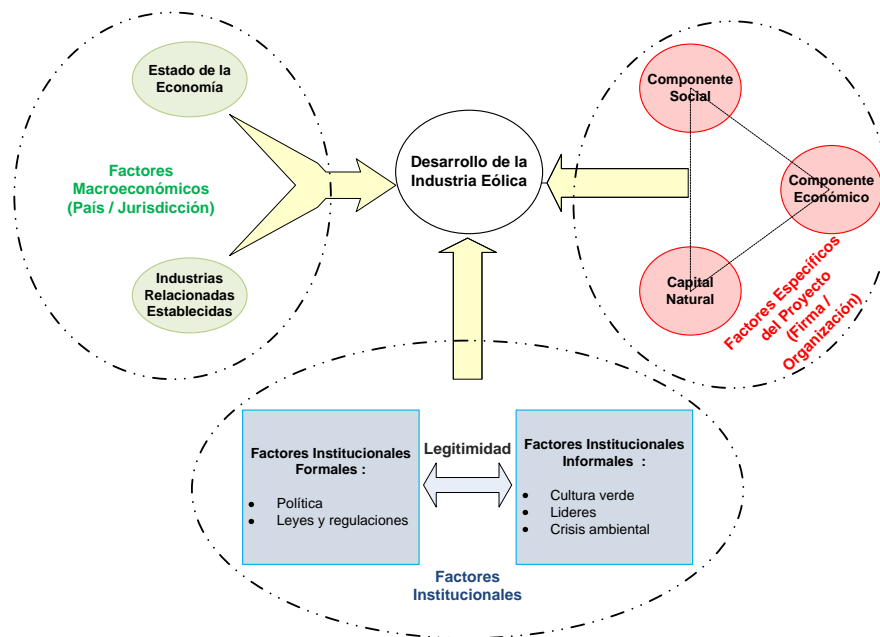 Estado de la
Economía
Factores
Macroeconómicos
(País / Jurisdicción)
Industrias
Relacionadas
Establecidas
Desarrollo de la
Industria Eólica
Componente
Social
Componente
Económico
Capital
Natural
Factores Específicos
del Proyecto
(Firma /
Organización)
Factores Institucionales
Formales :
• Política
• Leyes y regulaciones
Legitimidad
Factores Institucionales
Informales :
• Cultura verde
• Lideres
• Crisis ambiental
Factores
Institucionales